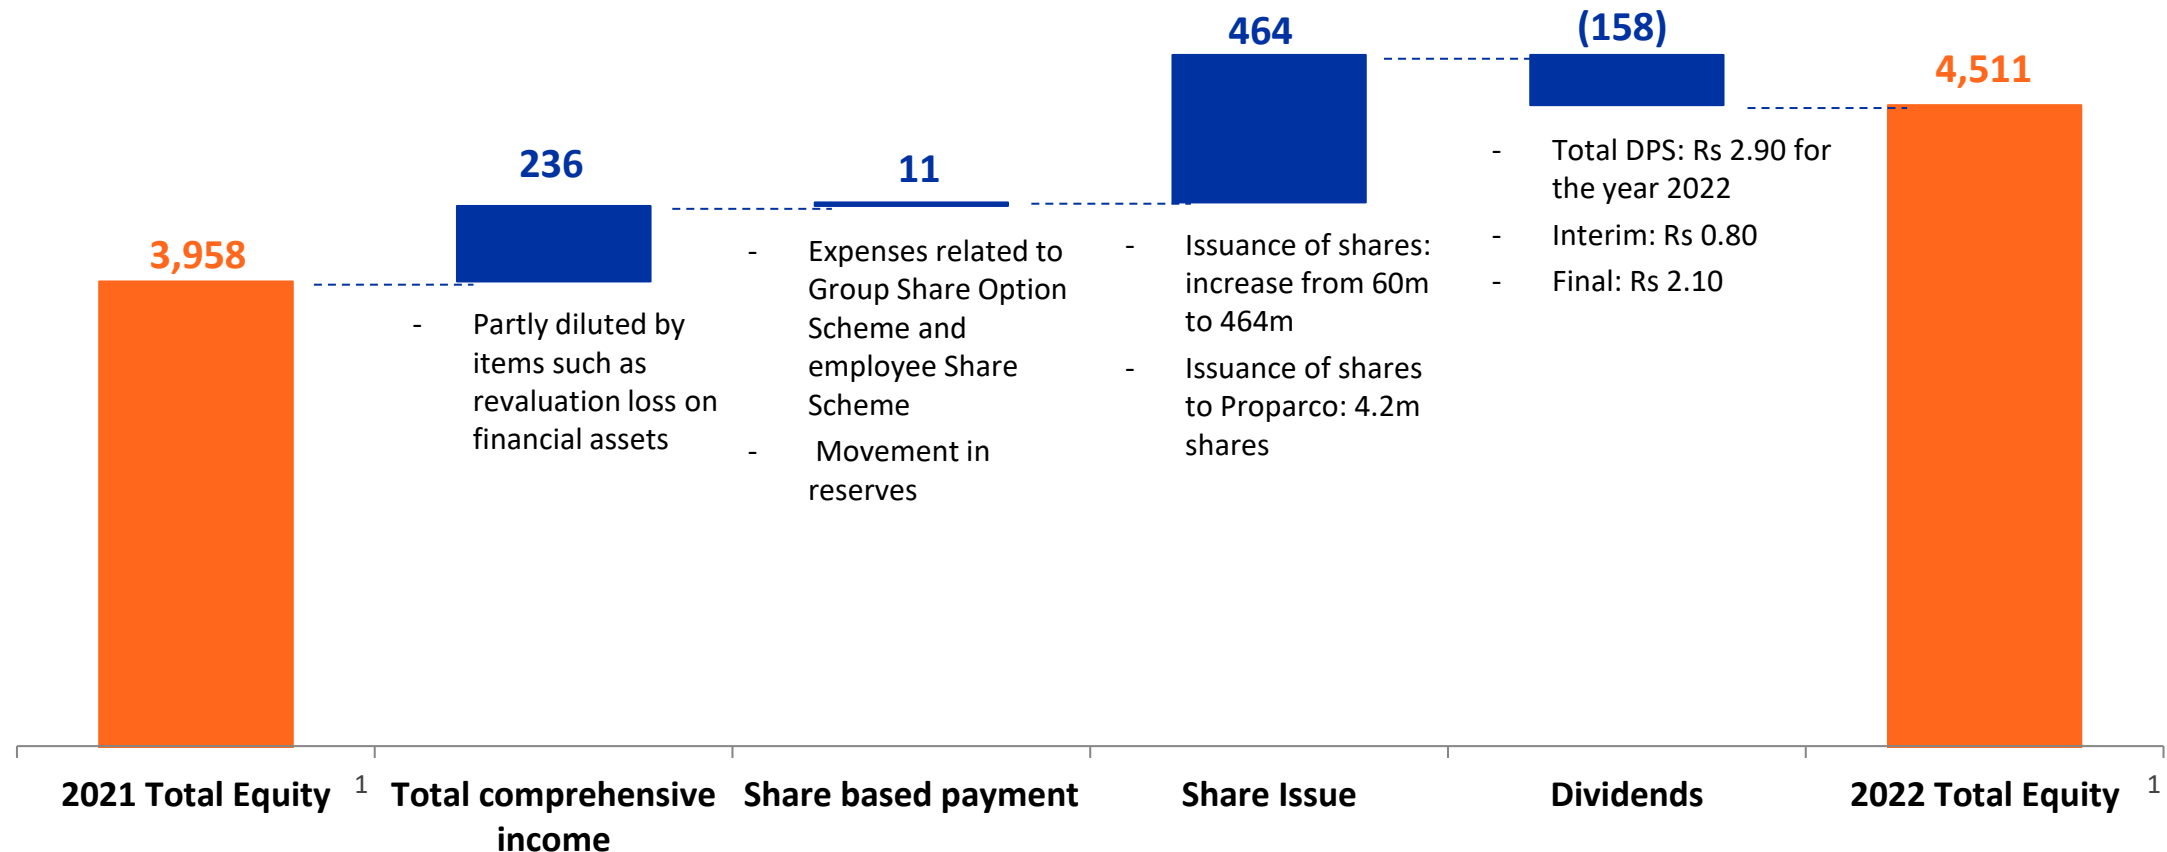 3,958
236
- Partly diluted by
items such as
revaluation loss on
financial assets
11
- Expenses related to
Group Share Option
Scheme and
employee Share
Scheme
- Movement in
reserves
464
- Issuance of shares:
increase from 60m
to 464m
- Issuance of shares
to Proparco: 4.2m
shares
(158)
- Total DPS: Rs 2.90 for
the year 2022
- Interim: Rs 0.80
- Final: Rs 2.10
4,511
2021 Total Equity 1
Total comprehensive
income
Share based payment
Share Issue
Dividends
2022 Total Equity 1